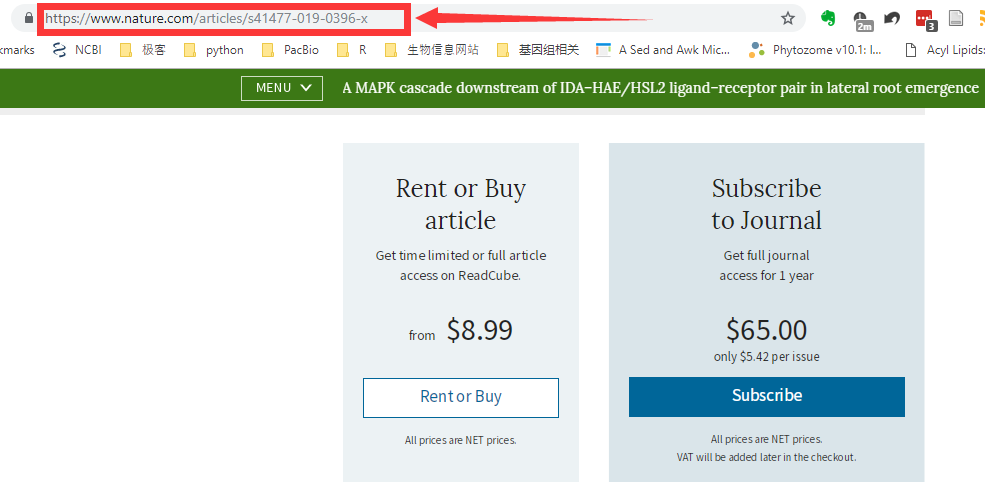 https://www.nature.com/articles/s41477-019-0396-x
2m
3
kmarks NCBI 极客 python PacBio R 生物信息网站 基因组相关 A Sed and Awk Mic... Phytozome v10.1: I... Acyl Lipids:
MENU A MAPK cascade downstream of IDA–HAE/HSL2 ligand–receptor pair in lateral root emergence
Rent or Buy
article
Get time limited or full article
access on ReadCube.
from $8.99
Rent or Buy
All prices are NET prices.
Subscribe
to Journal
Get full journal
access for 1 year
$65.00
only $5.42 per issue
Subscribe
All prices are NET prices.
VAT will be added later in the checkout.